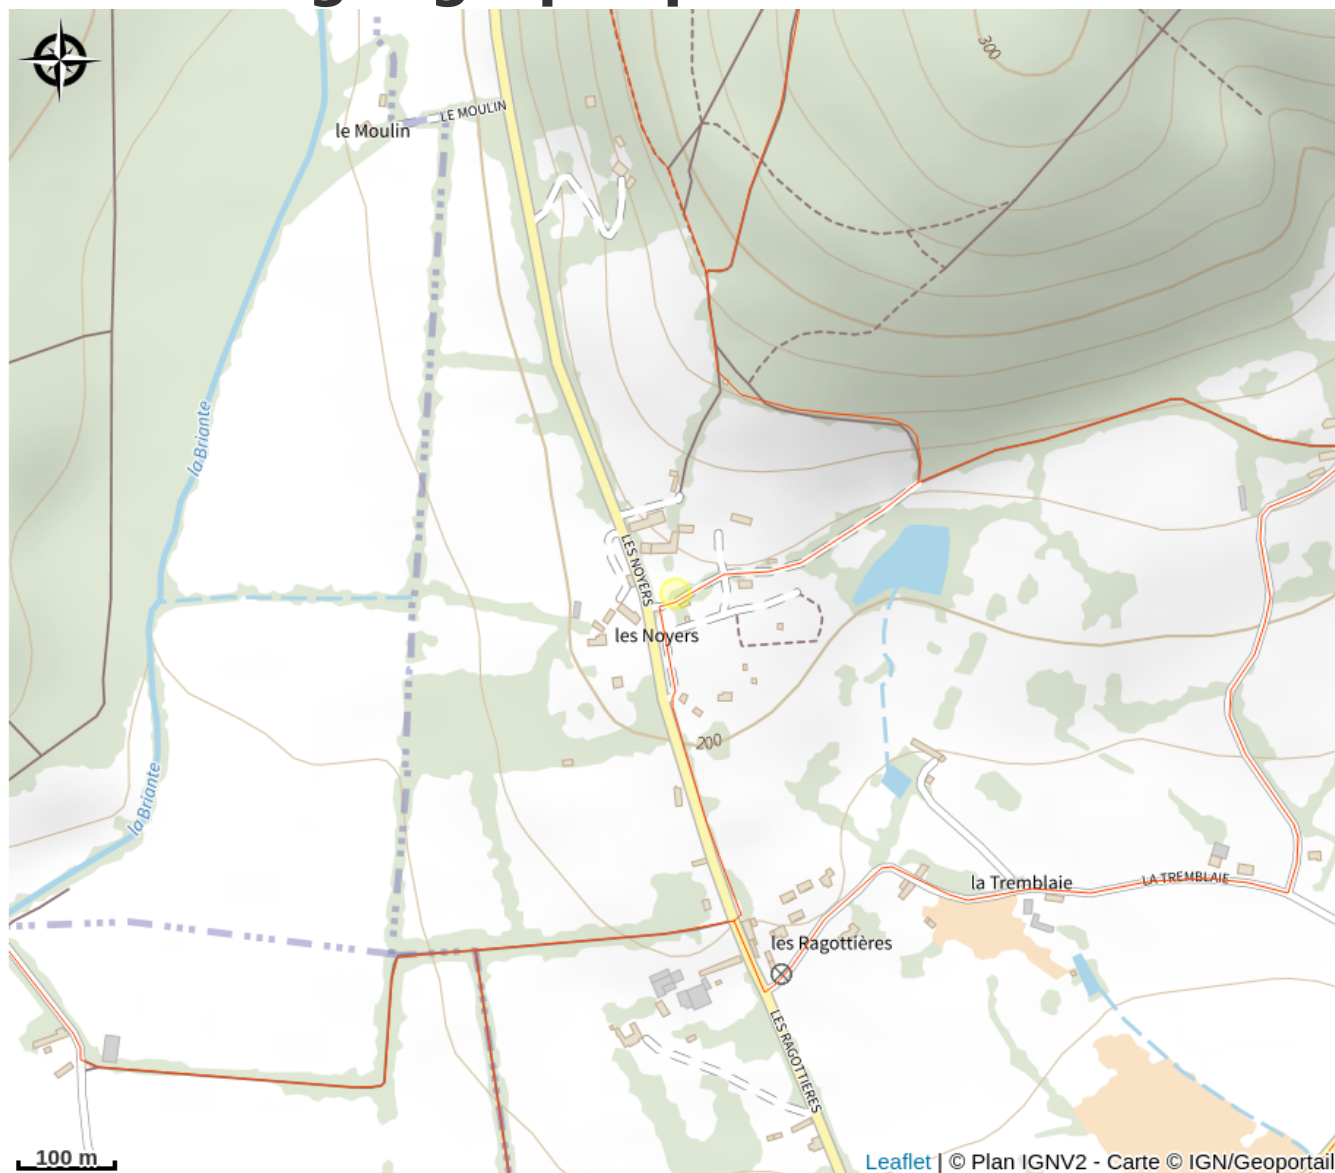 300
LE MOULIN
le Moulin
la Briante
LES NOYERS
les Noyers
200
la Briante
la Tremblaie
LA TREMBLAIE
les Ragottières
LES RAGOTTIERES
100 m
Leaflet | © Plan IGNV2 - Carte © IGN/Geoportail